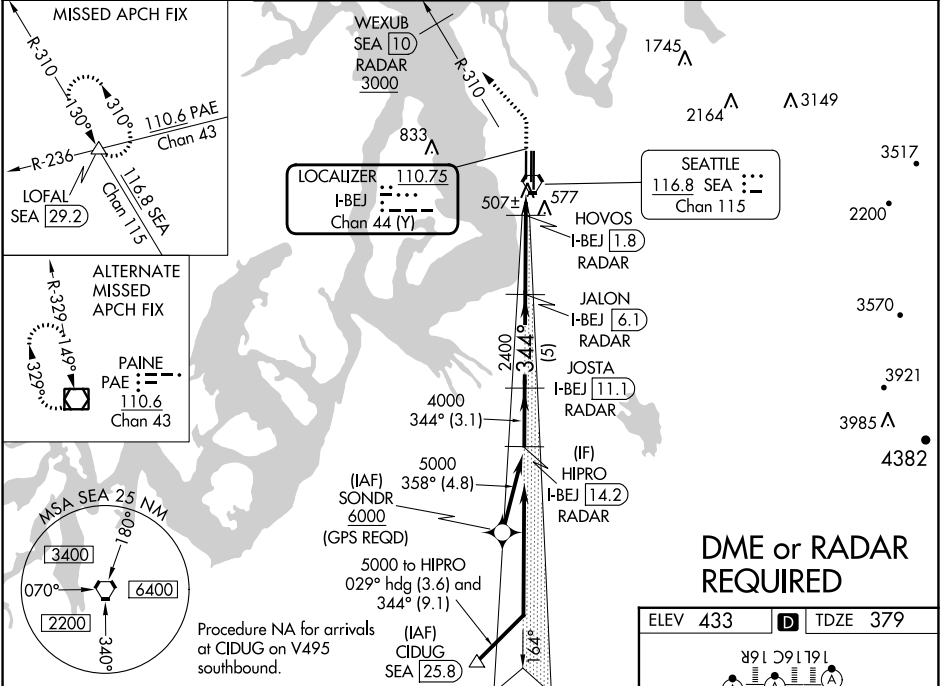 MISSED APCH FIX
R-310
310°
130°
110.6 PAE
Chan 43
R-236
LOFAL
SEA 29.2
116.8 SEA
Chan 115
ALTERNATE
MISSED
APCH FIX
R-329
149°
329°
PAINE
PAE
110.6
Chan 43
MSA SEA 25 NM
180°
3400
070°
6400
2200
340°
WEXUB
SEA 10
RADAR
3000
R-310
833
1745
2164
3149
3517
2200
3570
3921
3985
4382
LOCALIZER 110.75
I-BEJ
Chan 44 (Y)
SEATTLE
116.8 SEA
Chan 115
507±
577
HOVOS
I-BEJ 1.8
RADAR
JALON
I-BEJ 6.1
RADAR
2400
344°
(5)
JOSTA
I-BEJ 11.1
RADAR
4000
344° (3.1)
(IF)
HIPRO
I-BEJ 14.2
RADAR
5000
358° (4.8)
(IAF)
SONDR
6000
(GPS REQD)
5000 to HIPRO
029° hdg (3.6) and
344° (9.1)
(IAF)
CIDUG
SEA 25.8
164°
Procedure NA for arrivals
at CIDUG on V495
southbound.
DME or RADAR
REQUIRED
ELEV 433 D TDZE 379
16R 16C 16L
A A